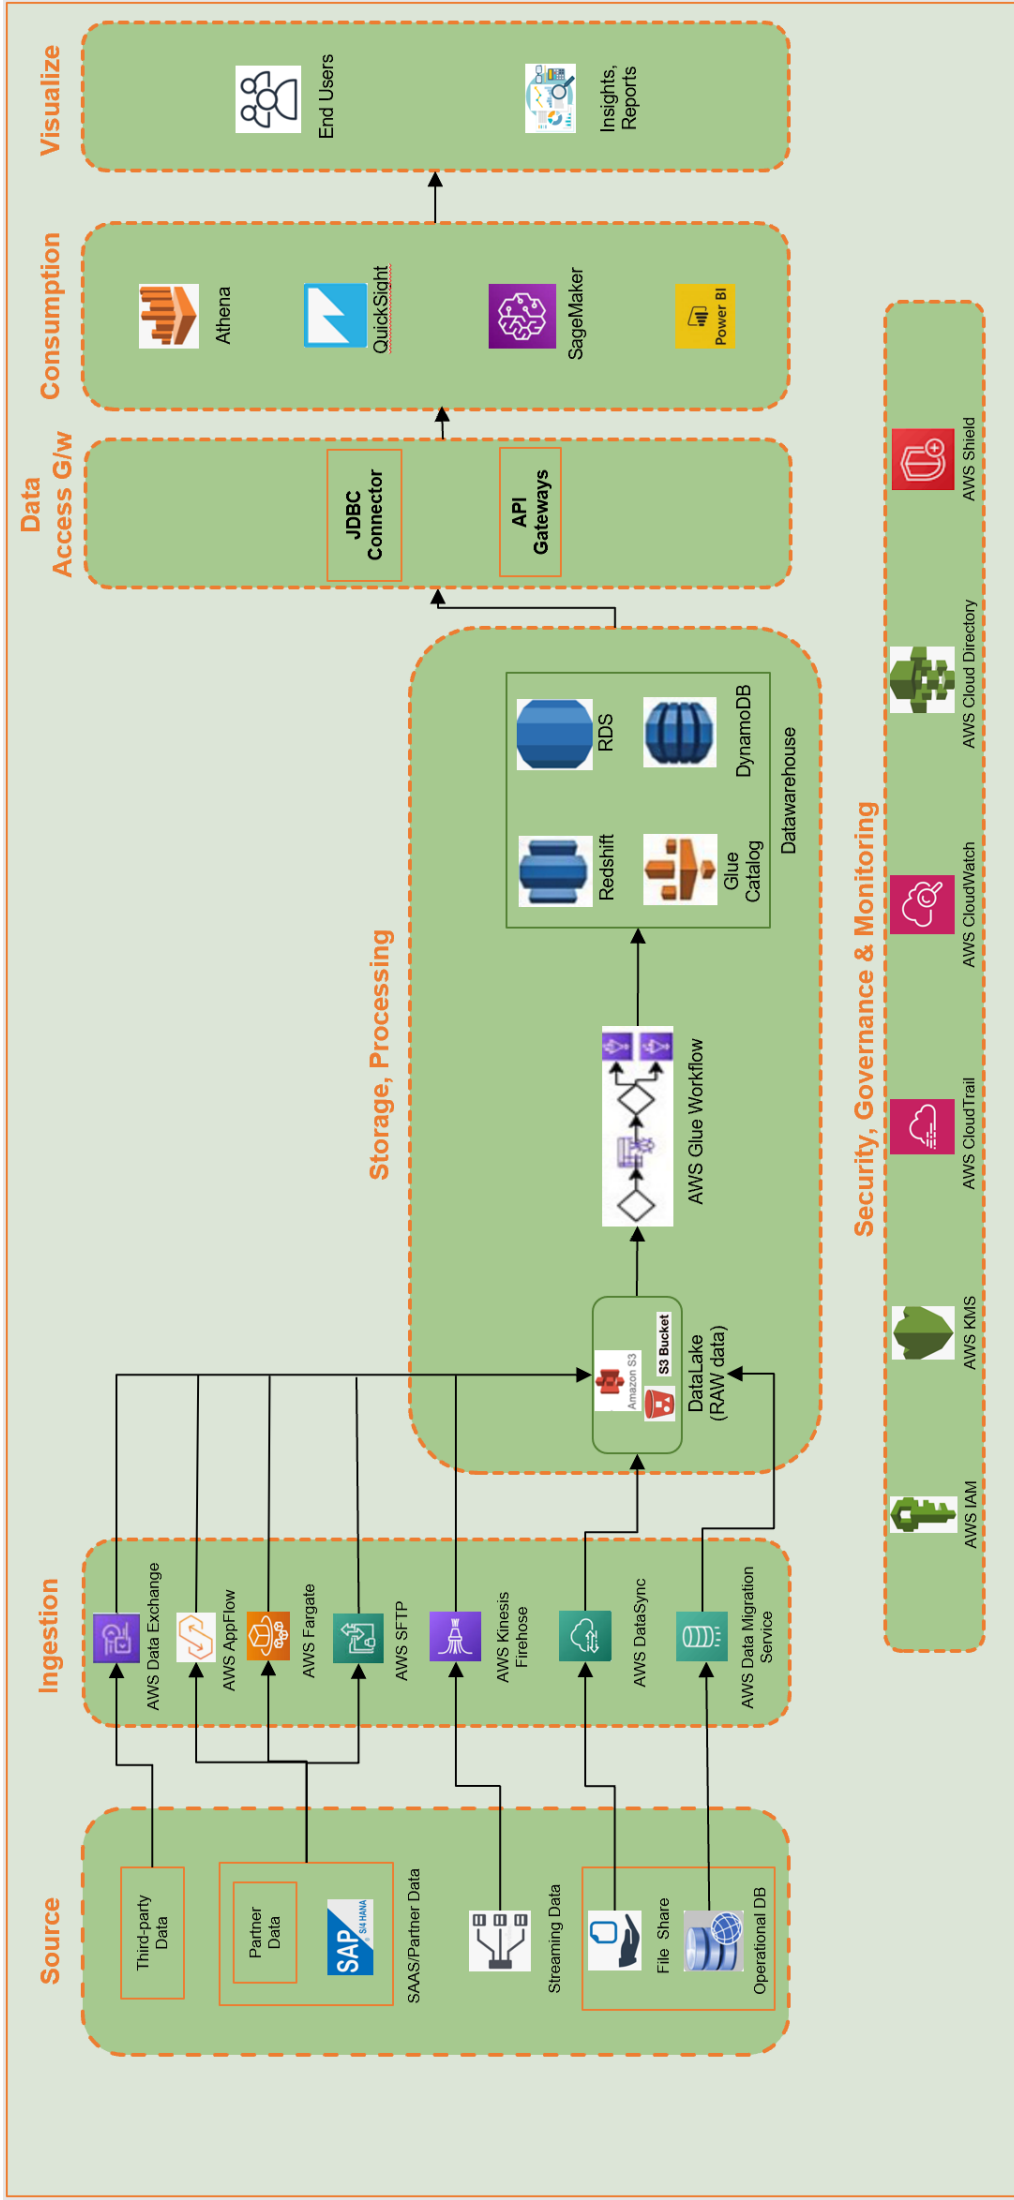 Source
Third-party
Data
Partner
Data
SAP
S/4 HANA
SAAS/Partner Data
Streaming Data
File Share
Operational DB
Ingestion
AWS Data Exchange
AWS AppFlow
AWS Fargate
AWS SFTP
AWS Kinesis
Firehose
AWS DataSync
AWS Data Migration
Service
Storage, Processing
Amazon S3
S3 Bucket
DataLake
(RAW data)
AWS Glue Workflow
Redshift
RDS
Glue
Catalog
DynamoDB
Datawarehouse
Data
Access G/w
JDBC
Connector
API
Gateways
Consumption
Athena
QuickSight
SageMaker
Power BI
Visualize
End Users
Insights,
Reports
Security, Governance & Monitoring
AWS IAM
AWS KMS
AWS CloudTrail
AWS CloudWatch
AWS Cloud Directory
AWS Shield